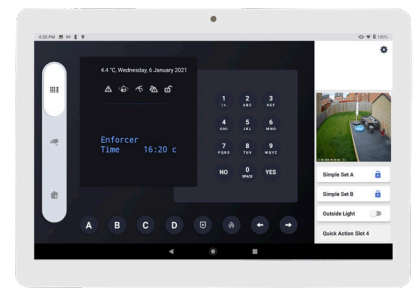 4:20 PM
100%
4.4 °C, Wednesday, 6 January 2021
Enforcer
Time 16:20 c
1
2 ABC
3 DEF
4 GHI
5 JKL
6 MNO
7 PQRS
8 TUV
9 WXYZ
NO
0 SPACE
YES
A B C D
Simple Set A
Simple Set B
Outside Light
Quick Action Slot 4